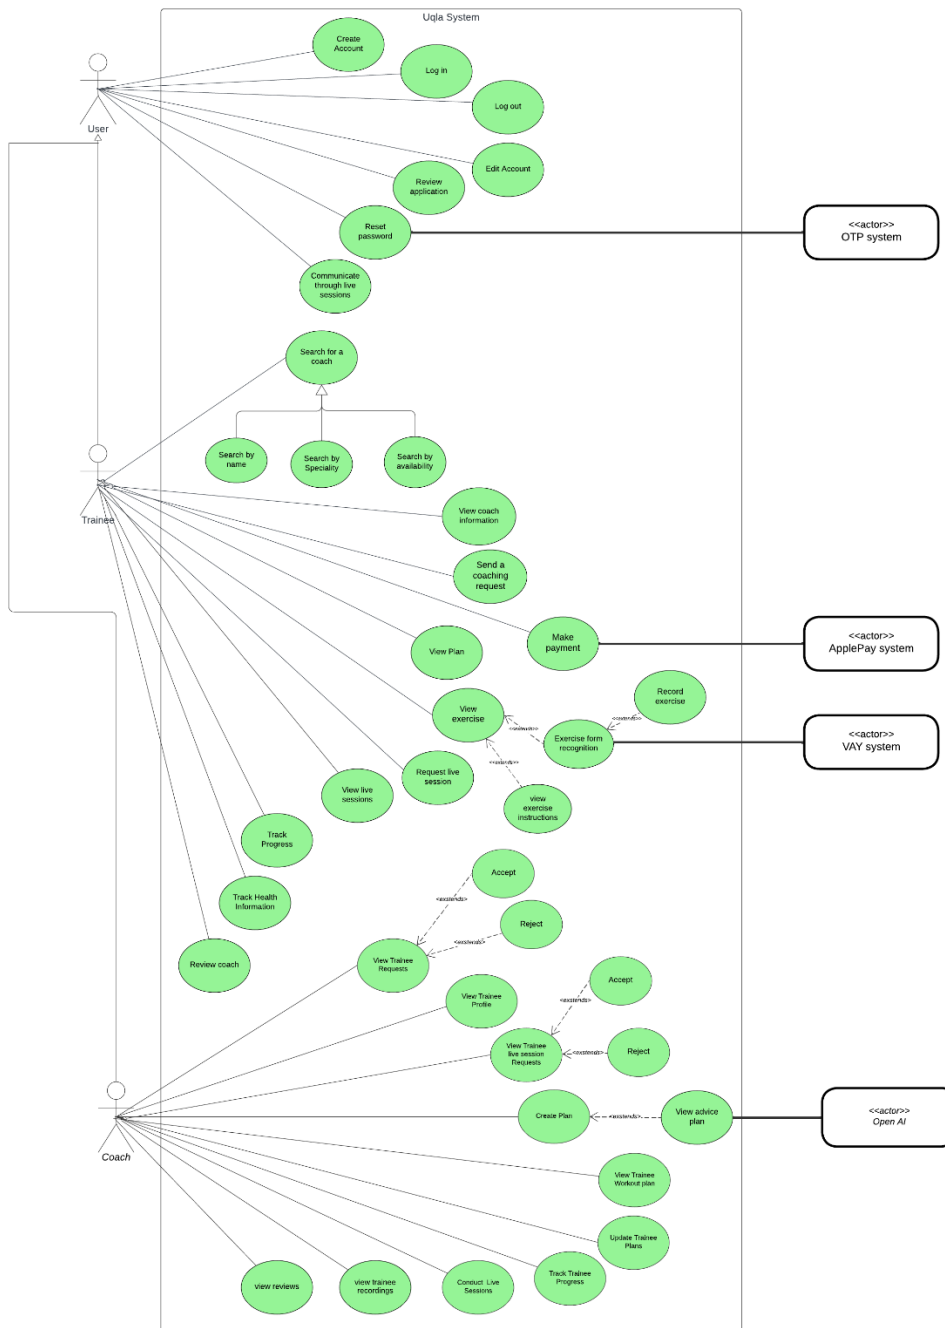 Uqla System
Create
Account
Log in
Log out
User
Edit Account
Review
application
Reset
password
<<actor>>
OTP system
Communicate
through live
sessions
Search for a
coach
Search by
name
Search by
Speciality
Search by
availability
Trainee
View coach
information
Send a
coaching
request
Make
payment
<<actor>>
ApplePay system
View Plan
Record
exercise
View
exercise
<<extends>>
<<extends>>
Exercise form
recognition
<<actor>>
VAY system
<<extends>>
Request live
session
View live
sessions
view
exercise
instructions
Track
Progress
Accept
Track Health
Information
<exstends>
Reject
<exstends>
Review coach
View Trainee
Requests
Accept
View Trainee
Profile
<exstends>
View Trainee
live session
Requests
<exstends>
Reject
Create Plan
<exstends>
View advice
plan
<<actor>>
Open AI
Coach
View Trainee
Workout plan
Update Trainee
Plans
Track Trainee
Progress
view reviews
view trainee
recordings
Conduct Live
Sessions